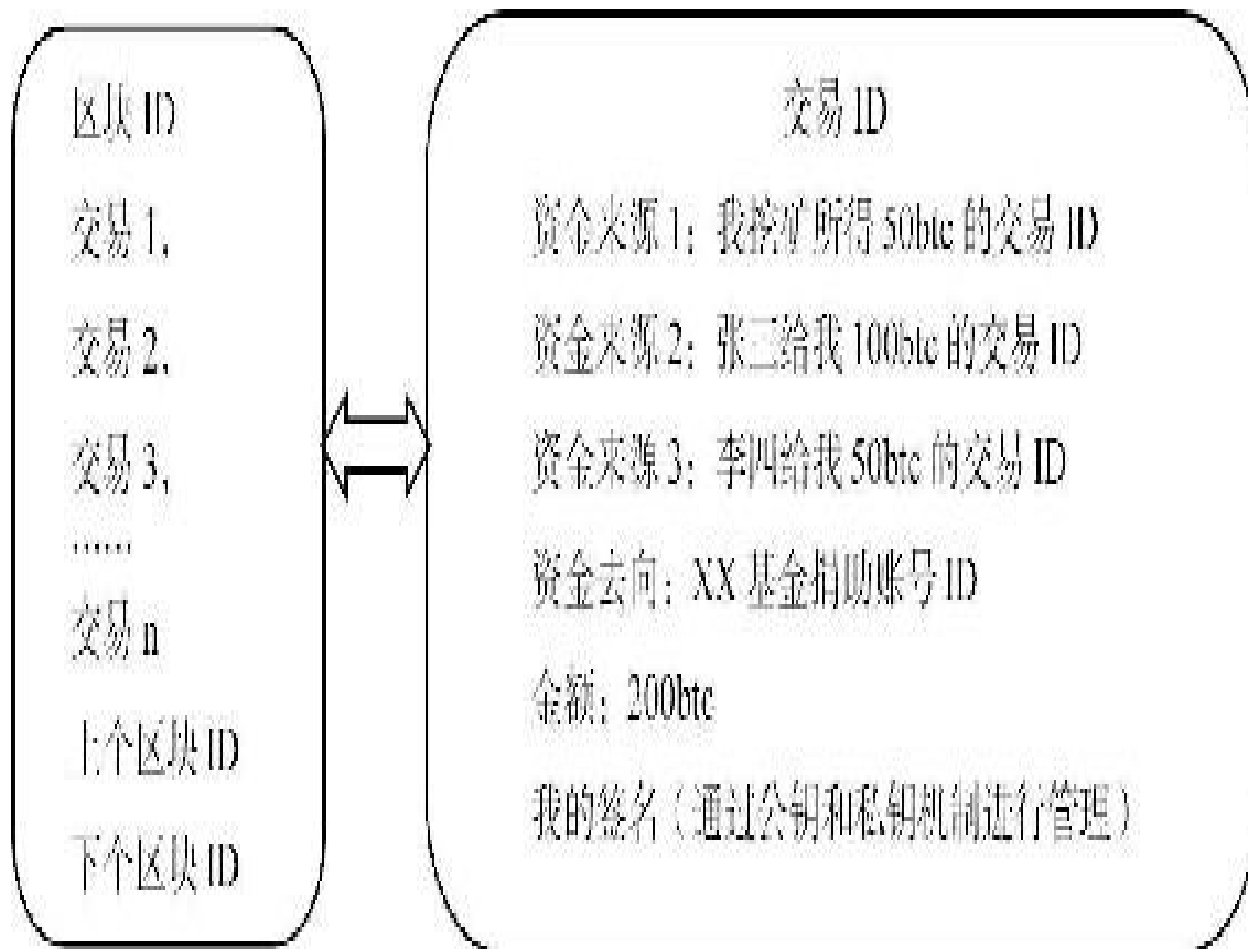 区块 ID
交易 1,
交易 2,
交易 3,
……
交易 n
上个区块 ID
下个区块 ID
交易 ID
资金来源 1：我挖矿所得 50btc 的交易 ID
资金来源 2：张三给我 100btc 的交易 ID
资金来源 3：李四给我 50btc 的交易 ID
资金去向：XX 基金捐助账号 ID
金额：200btc
我的签名（通过公钥和私钥机制进行管理）